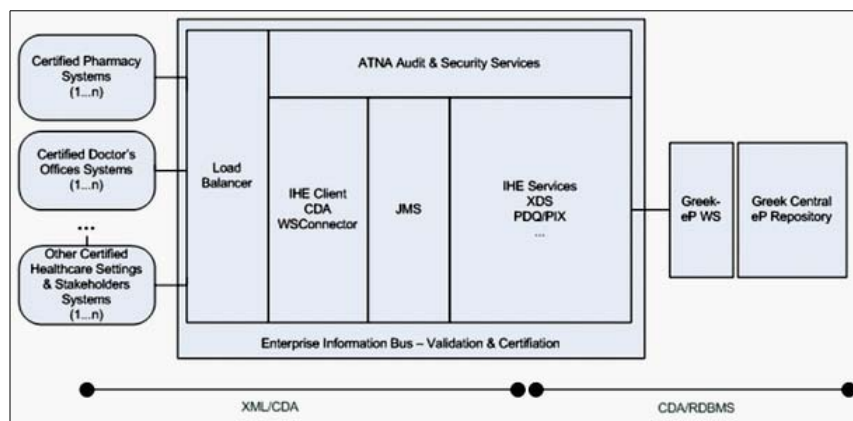 Certified Pharmacy
Systems
(1...n)
Certified Doctor's
Offices Systems
(1...n)
...
Other Certified
Healthcare Settings
& Stakeholders
Systems
(1...n)
Load
Balancer
ATNA Audit & Security Services
IHE Client
CDA
WSConnector
JMS
IHE Services
XDS
PDQ/PIX
...
Enterprise Information Bus – Validation & Certifiation
Greek-
eP WS
Greek Central
eP Repository
XML/CDA
CDA/RDBMS